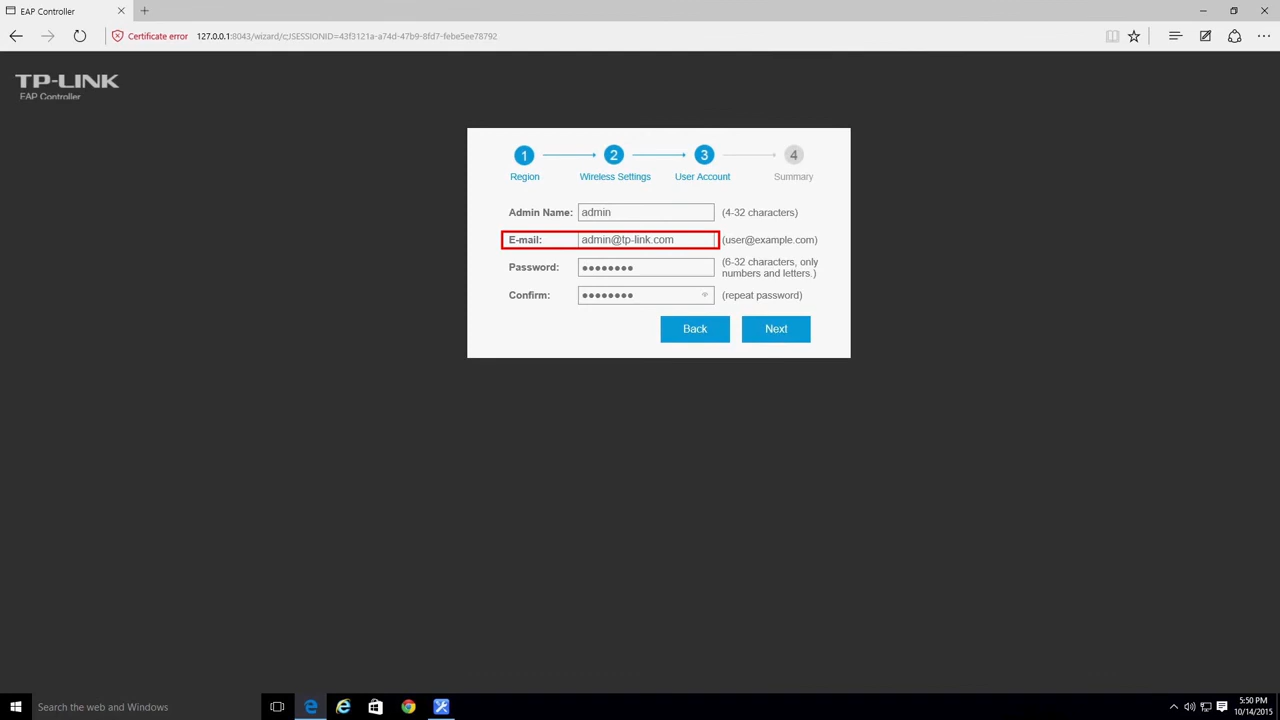 EAP Controller
Certificate error
127.0.0.1:8043/wizard/c;JSESSIONID=43f3121a-a74d-47b9-8fd7-febe5ee78792
TP-LINK
EAP Controller
1 2 3 4
Region Wireless Settings User Account Summary
Admin Name: admin (4-32 characters)
E-mail: admin@tp-link.com (user@example.com)
Password: ●●●●●●●● (6-32 characters, only
numbers and letters.)
Confirm: ●●●●●●●● (repeat password)
Back Next
Search the web and Windows
5:50 PM
10/14/2015